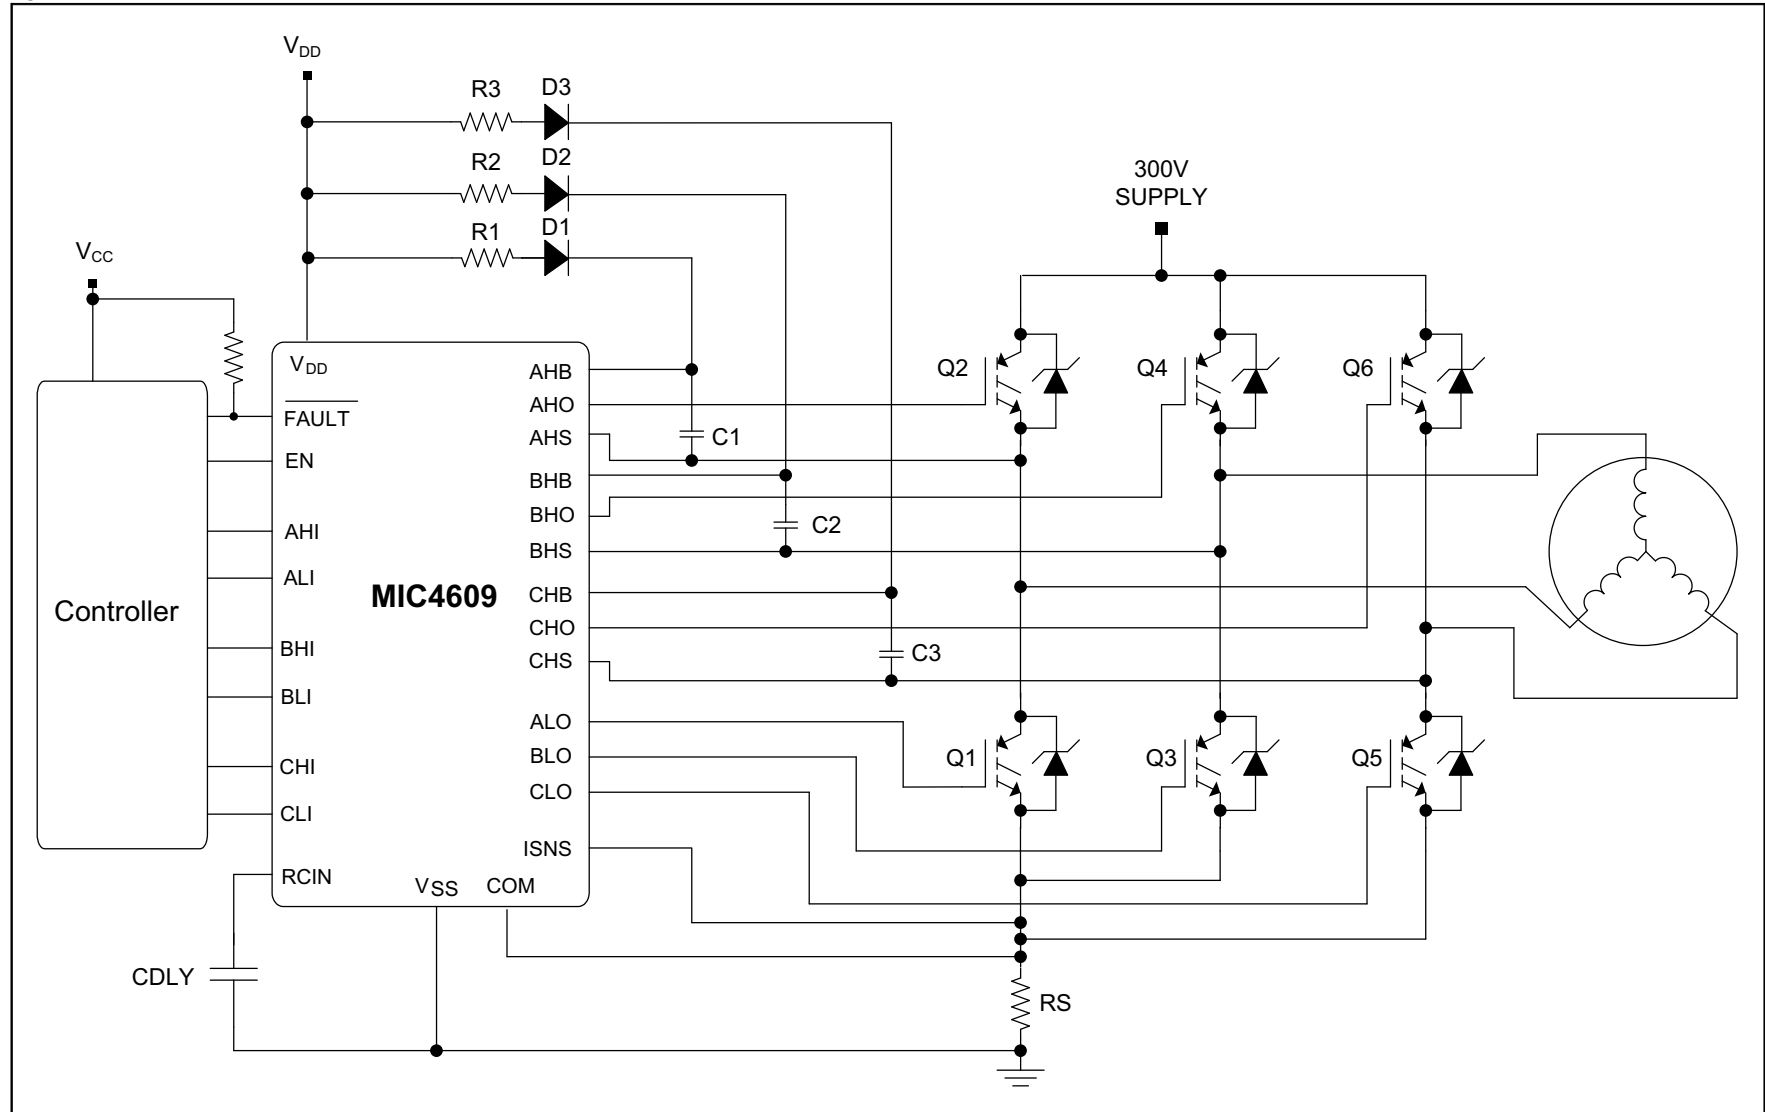 VDD
R3 D3
R2 D2
R1 D1
300V
SUPPLY
VCC
VDD
FAULT
EN
AHI
ALI
BHI
BLI
CHI
CLI
RCIN
VSS COM
Controller
MIC4609
AHB
AHO
AHS
BHB
BHO
BHS
CHB
CHO
CHS
ALO
BLO
CLO
ISNS
C1
C2
C3
Q2 Q4 Q6
Q1 Q3 Q5
CDLY
RS